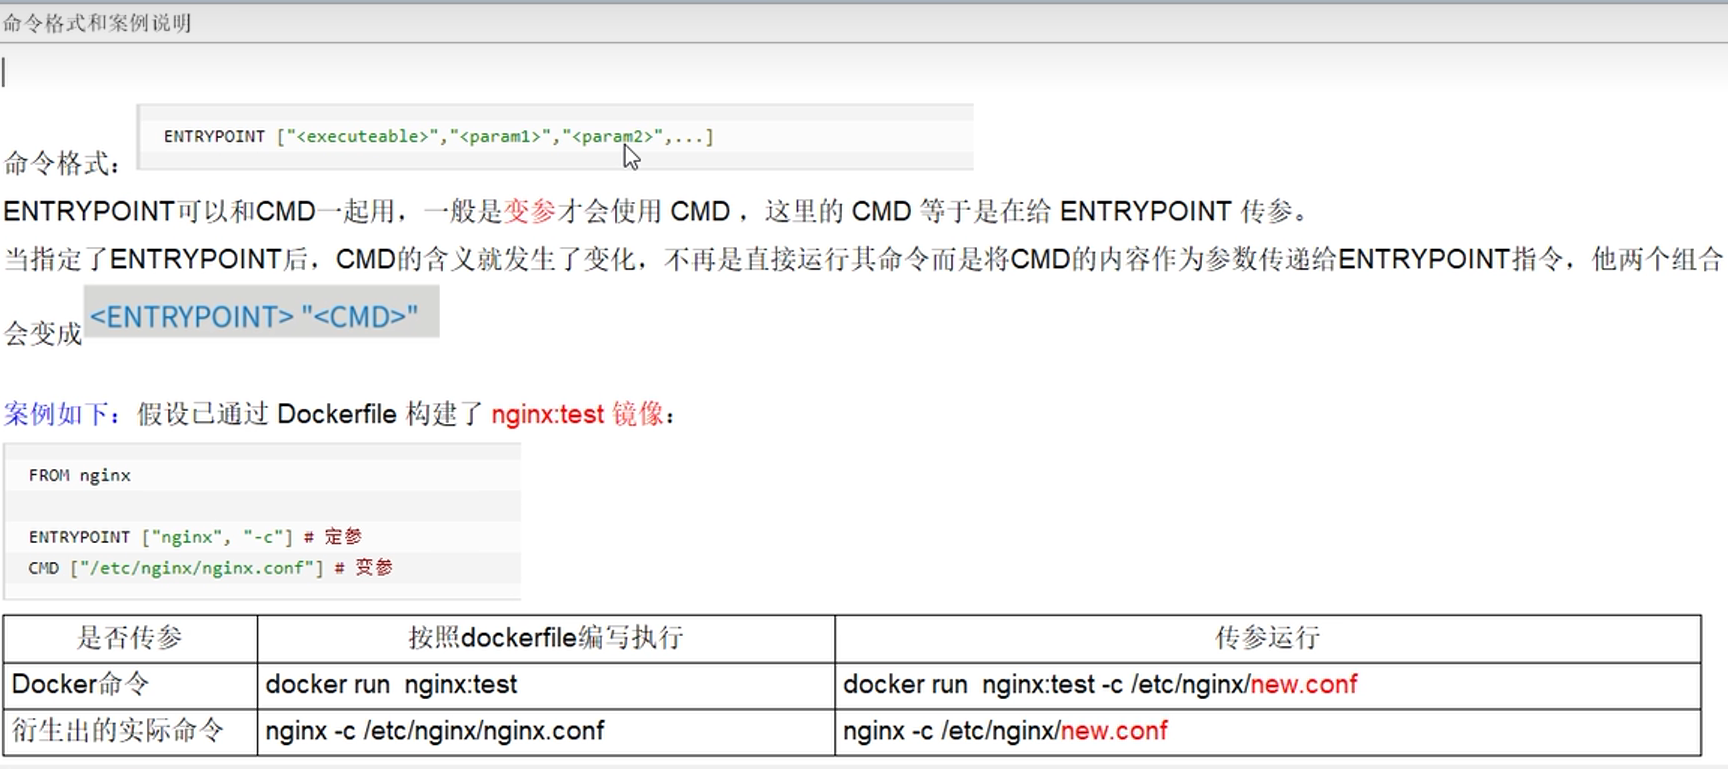 命令格式和案例说明
命令格式： ENTRYPOINT ["<executeable>","<param1>","<param2>",...]
ENTRYPOINT可以和CMD一起用，一般是变参才会使用 CMD ，这里的 CMD 等于是在给 ENTRYPOINT 传参。
当指定了ENTRYPOINT后，CMD的含义就发生了变化，不再是直接运行其命令而是将CMD的内容作为参数传递给ENTRYPOINT指令，他两个组合
会变成 <ENTRYPOINT> "<CMD>"
案例如下：假设已通过 Dockerfile 构建了 nginx:test 镜像：
FROM nginx
ENTRYPOINT ["nginx", "-c"] # 定参
CMD ["/etc/nginx/nginx.conf"] # 变参
是否传参 按照dockerfile编写执行 传参运行
Docker命令 docker run  nginx:test docker run  nginx:test -c /etc/nginx/new.conf
衍生出的实际命令 nginx -c /etc/nginx/nginx.conf nginx -c /etc/nginx/new.conf